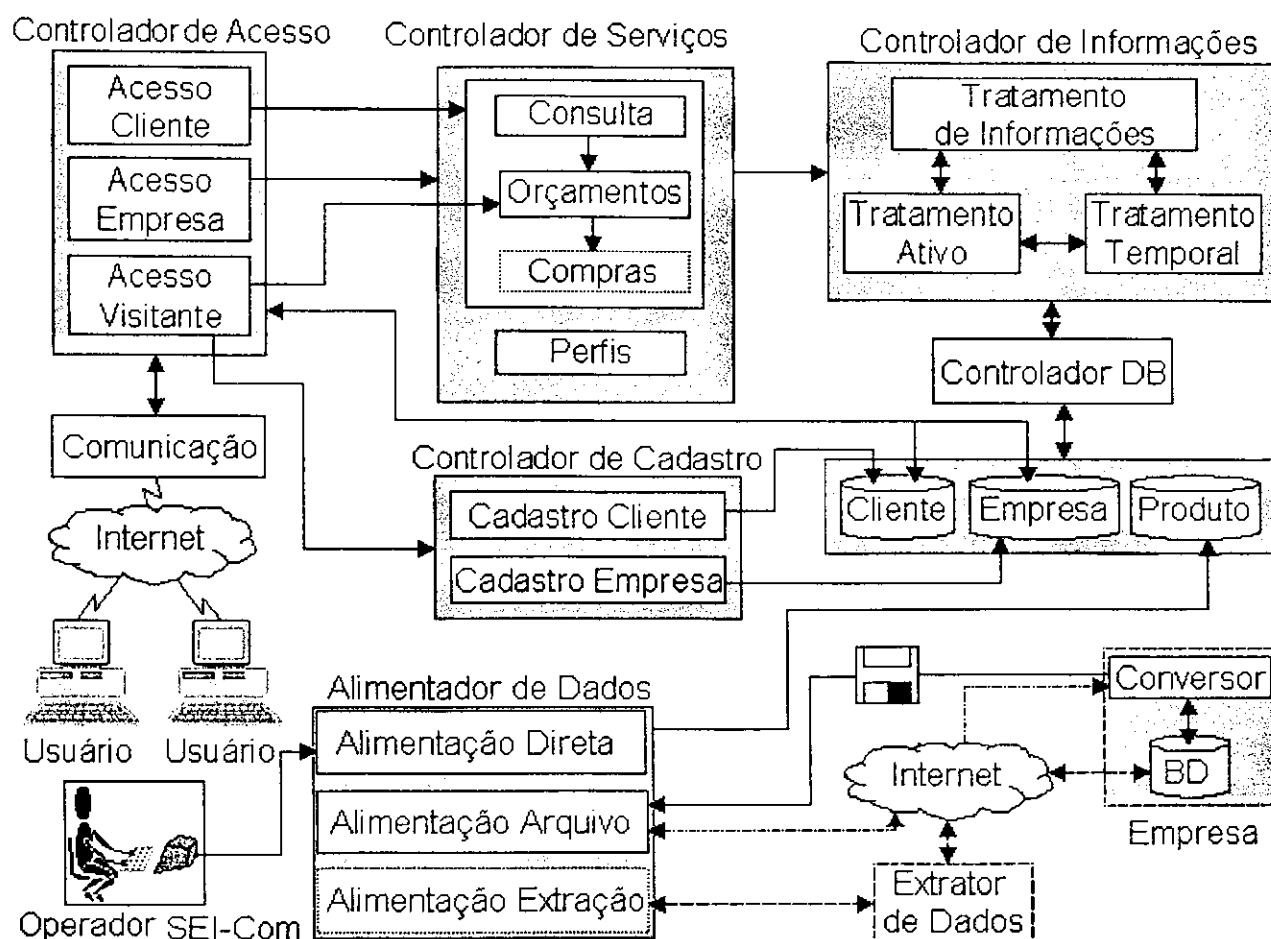 Controlador de Acesso
Acesso
Cliente
Acesso
Empresa
Acesso
Visitante
Controlador de Serviços
Consulta
Orçamentos
Compras
Perfis
Controlador de Informações
Tratamento
de Informações
Tratamento
Ativo
Tratamento
Temporal
Controlador DB
Comunicação
Internet
Usuário
Usuário
Controlador de Cadastro
Cadastro Cliente
Cadastro Empresa
Cliente
Empresa
Produto
Operador SEI-Com
Alimentador de Dados
Alimentação Direta
Alimentação Arquivo
Alimentação Extração
Internet
Extrator
de Dados
Conversor
BD
Empresa